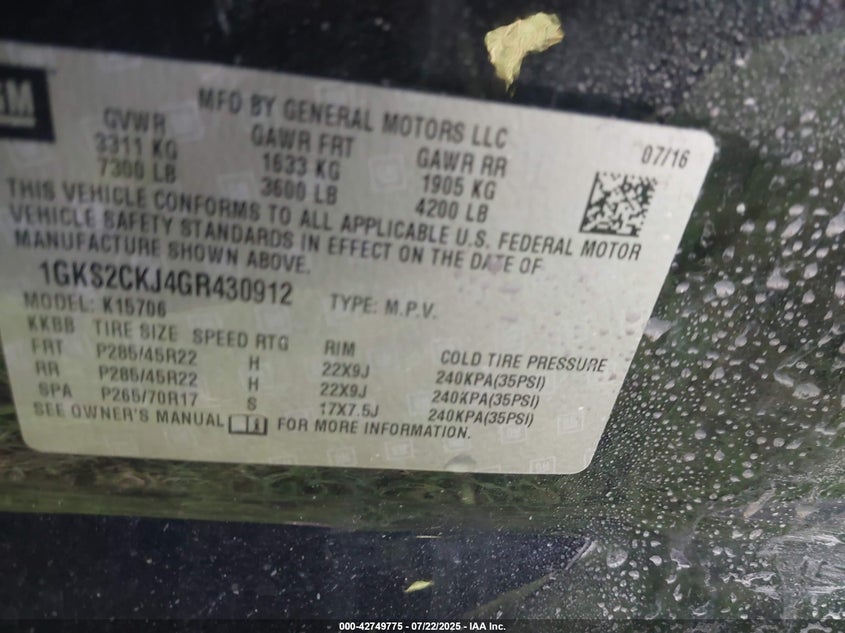 GM
MFD BY GENERAL MOTORS LLC
07/16
GVWR GAWR FRT GAWR RR
3311 KG 1633 KG 1905 KG
7300 LB 3600 LB 4200 LB
THIS VEHICLE CONFORMS TO ALL APPLICABLE U.S. FEDERAL MOTOR
VEHICLE SAFETY STANDARDS IN EFFECT ON THE DATE OF
MANUFACTURE SHOWN ABOVE.
1GKS2CKJ4GR430912
TYPE: M.P.V.
MODEL: K15706
KKBB TIRE SIZE SPEED RTG RIM COLD TIRE PRESSURE
FRT P285/45R22 H 22X9J 240KPA(35PSI)
RR P285/45R22 H 22X9J 240KPA(35PSI)
SPA P265/70R17 S 17X7.5J 240KPA(35PSI)
SEE OWNER'S MANUAL FOR MORE INFORMATION.
000-42749775 - 07/22/2025 - IAA Inc.